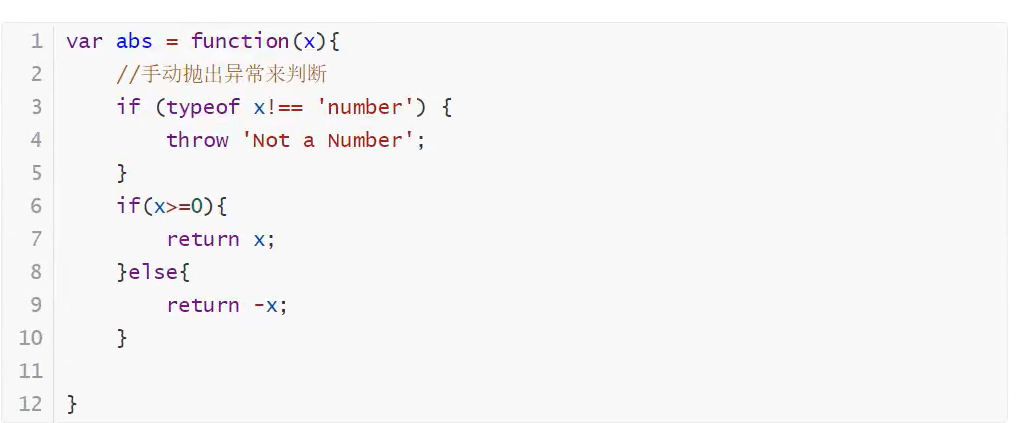 1 var abs = function(x){
2     //手动抛出异常来判断
3     if (typeof x!== 'number') {
4         throw 'Not a Number';
5     }
6     if(x>=0){
7         return x;
8     }else{
9         return -x;
10     }
11
12 }